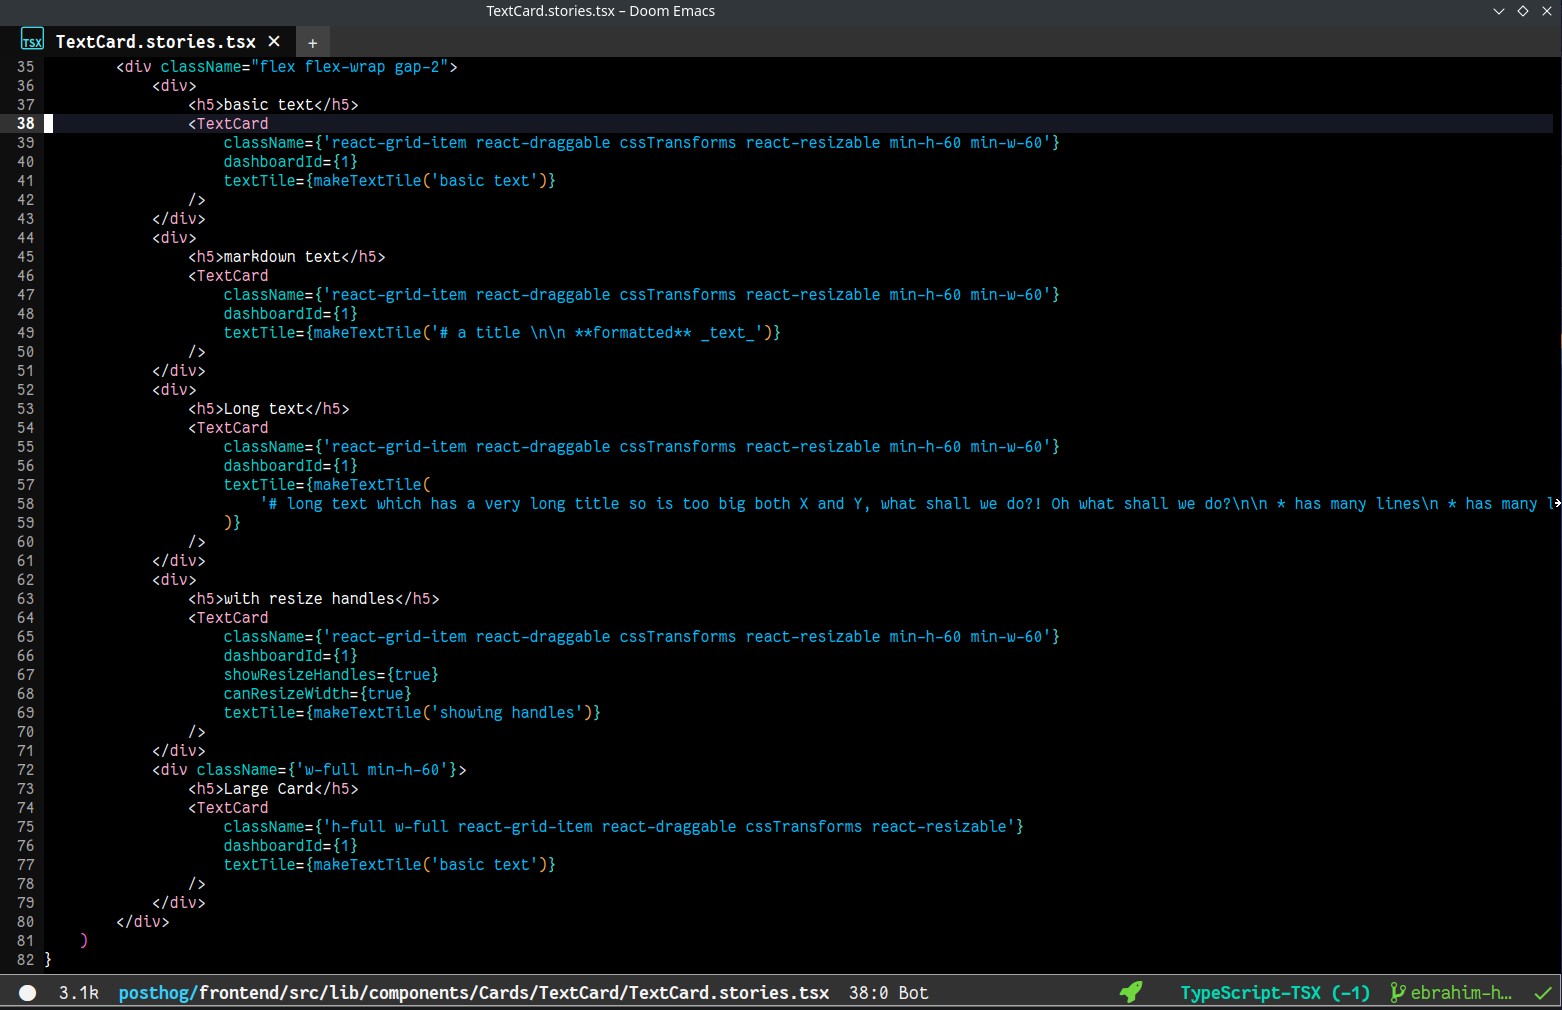 TextCard.stories.tsx – Doom Emacs
TSX TextCard.stories.tsx × +
35 <div className="flex flex-wrap gap-2">
36 <div>
37 <h5>basic text</h5>
38 <TextCard
39 className={'react-grid-item react-draggable cssTransforms react-resizable min-h-60 min-w-60'}
40 dashboardId={1}
41 textTile={makeTextTile('basic text')}
42 />
43 </div>
44 <div>
45 <h5>markdown text</h5>
46 <TextCard
47 className={'react-grid-item react-draggable cssTransforms react-resizable min-h-60 min-w-60'}
48 dashboardId={1}
49 textTile={makeTextTile('# a title \n\n **formatted** _text_')}
50 />
51 </div>
52 <div>
53 <h5>Long text</h5>
54 <TextCard
55 className={'react-grid-item react-draggable cssTransforms react-resizable min-h-60 min-w-60'}
56 dashboardId={1}
57 textTile={makeTextTile(
58 '# long text which has a very long title so is too big both X and Y, what shall we do?! Oh what shall we do?\n\n * has many lines\n * has many l
59 )}
60 />
61 </div>
62 <div>
63 <h5>with resize handles</h5>
64 <TextCard
65 className={'react-grid-item react-draggable cssTransforms react-resizable min-h-60 min-w-60'}
66 dashboardId={1}
67 showResizeHandles={true}
68 canResizeWidth={true}
69 textTile={makeTextTile('showing handles')}
70 />
71 </div>
72 <div className={'w-full min-h-60'}>
73 <h5>Large Card</h5>
74 <TextCard
75 className={'h-full w-full react-grid-item react-draggable cssTransforms react-resizable'}
76 dashboardId={1}
77 textTile={makeTextTile('basic text')}
78 />
79 </div>
80 </div>
81 )
82 }
3.1k posthog/frontend/src/lib/components/Cards/TextCard/TextCard.stories.tsx 38:0 Bot TypeScript-TSX (-1) ebrahim-h…